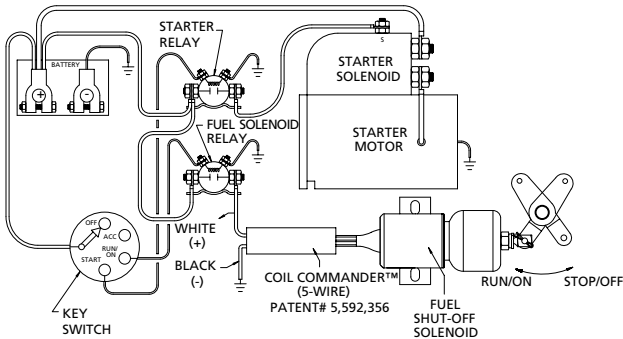 STARTER
RELAY
S
BATTERY
+
-
STARTER
SOLENOID
FUEL SOLENOID
RELAY
STARTER
MOTOR
OFF
ACC
RUN/
ON
START
WHITE
(+)
BLACK
(-)
COIL COMMANDER™
(5-WIRE)
PATENT# 5,592,356
KEY
SWITCH
FUEL
SHUT-OFF
SOLENOID
RUN/ON
STOP/OFF